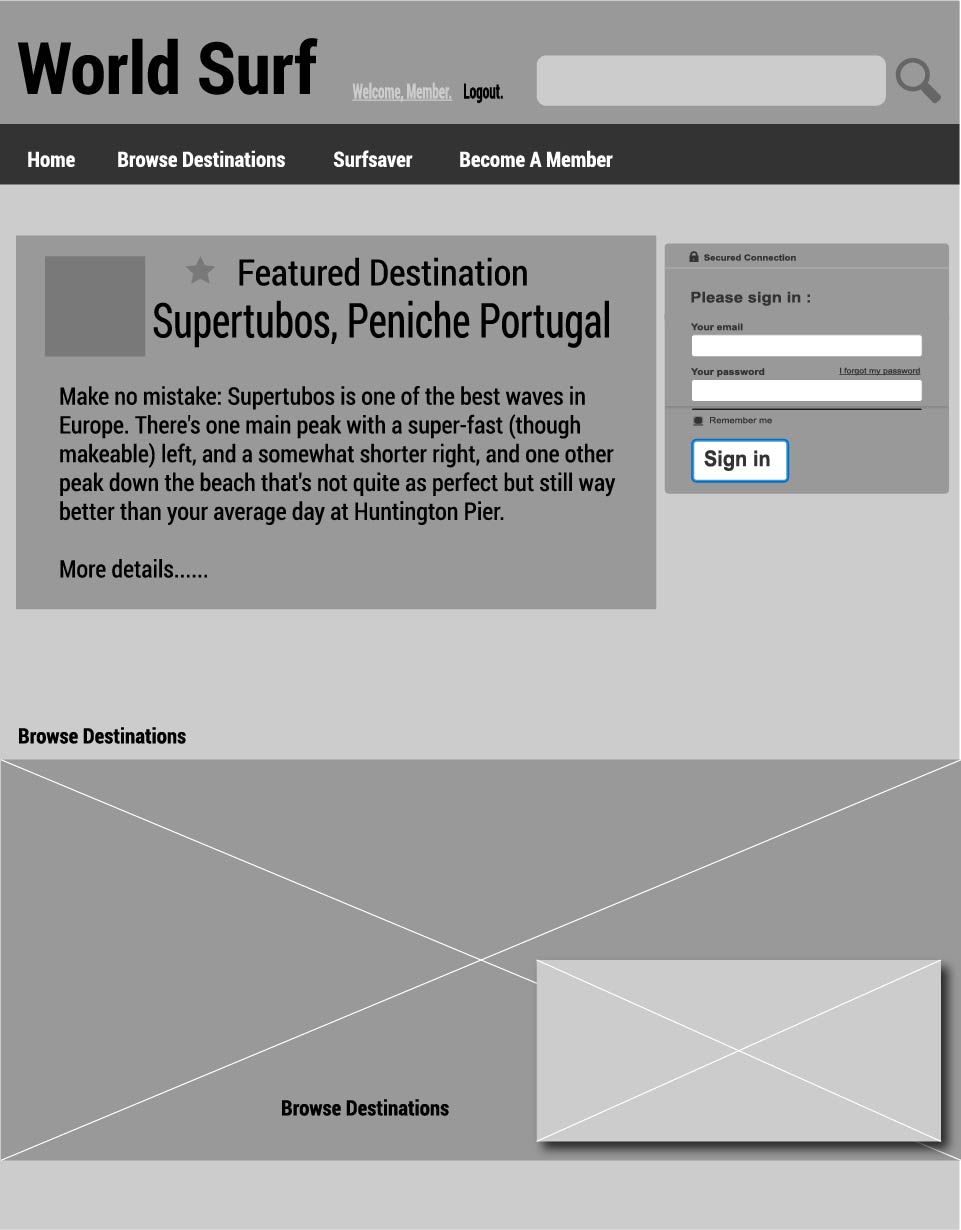 World Surf
Welcome, Member. Logout.
Home Browse Destinations Surfsaver Become A Member
Featured Destination
Supertubos, Peniche Portugal
Make no mistake: Supertubos is one of the best waves in
Europe. There's one main peak with a super-fast (though
makeable) left, and a somewhat shorter right, and one other
peak down the beach that's not quite as perfect but still way
better than your average day at Huntington Pier.
More details......
Secured Connection
Please sign in :
Your email
Your password I forgot my password
Remember me
Sign in
Browse Destinations
Browse Destinations